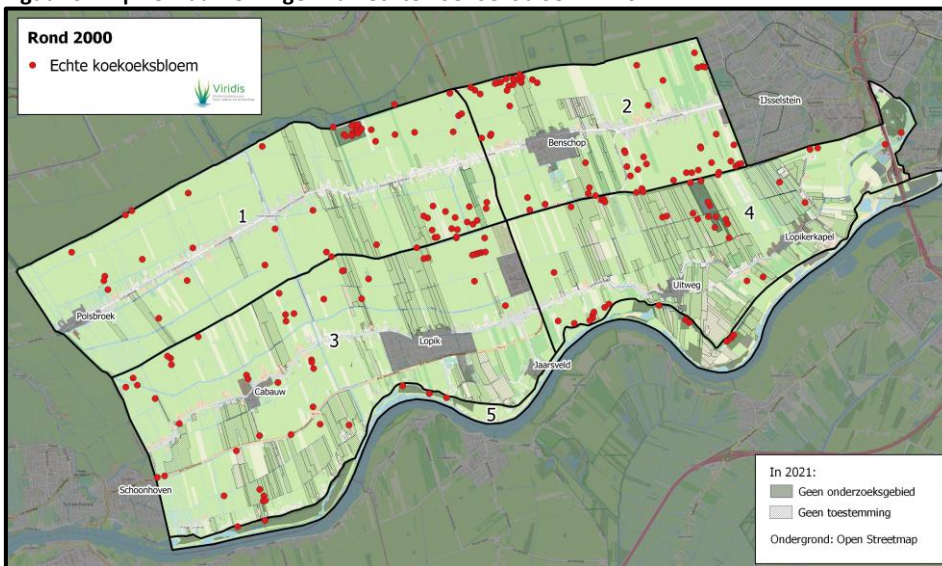 Rond 2000
Echte koekoeksbloem
Viridis
2
IJsselstein
Benschop
1
4
Lopikerkapel
Uitweg
Polsbroek
3
Lopik
Jaarsveld
Cabauw
5
Schoonhoven
In 2021:
Geen onderzoeksgebied
Geen toestemming
Ondergrond: Open Streetmap